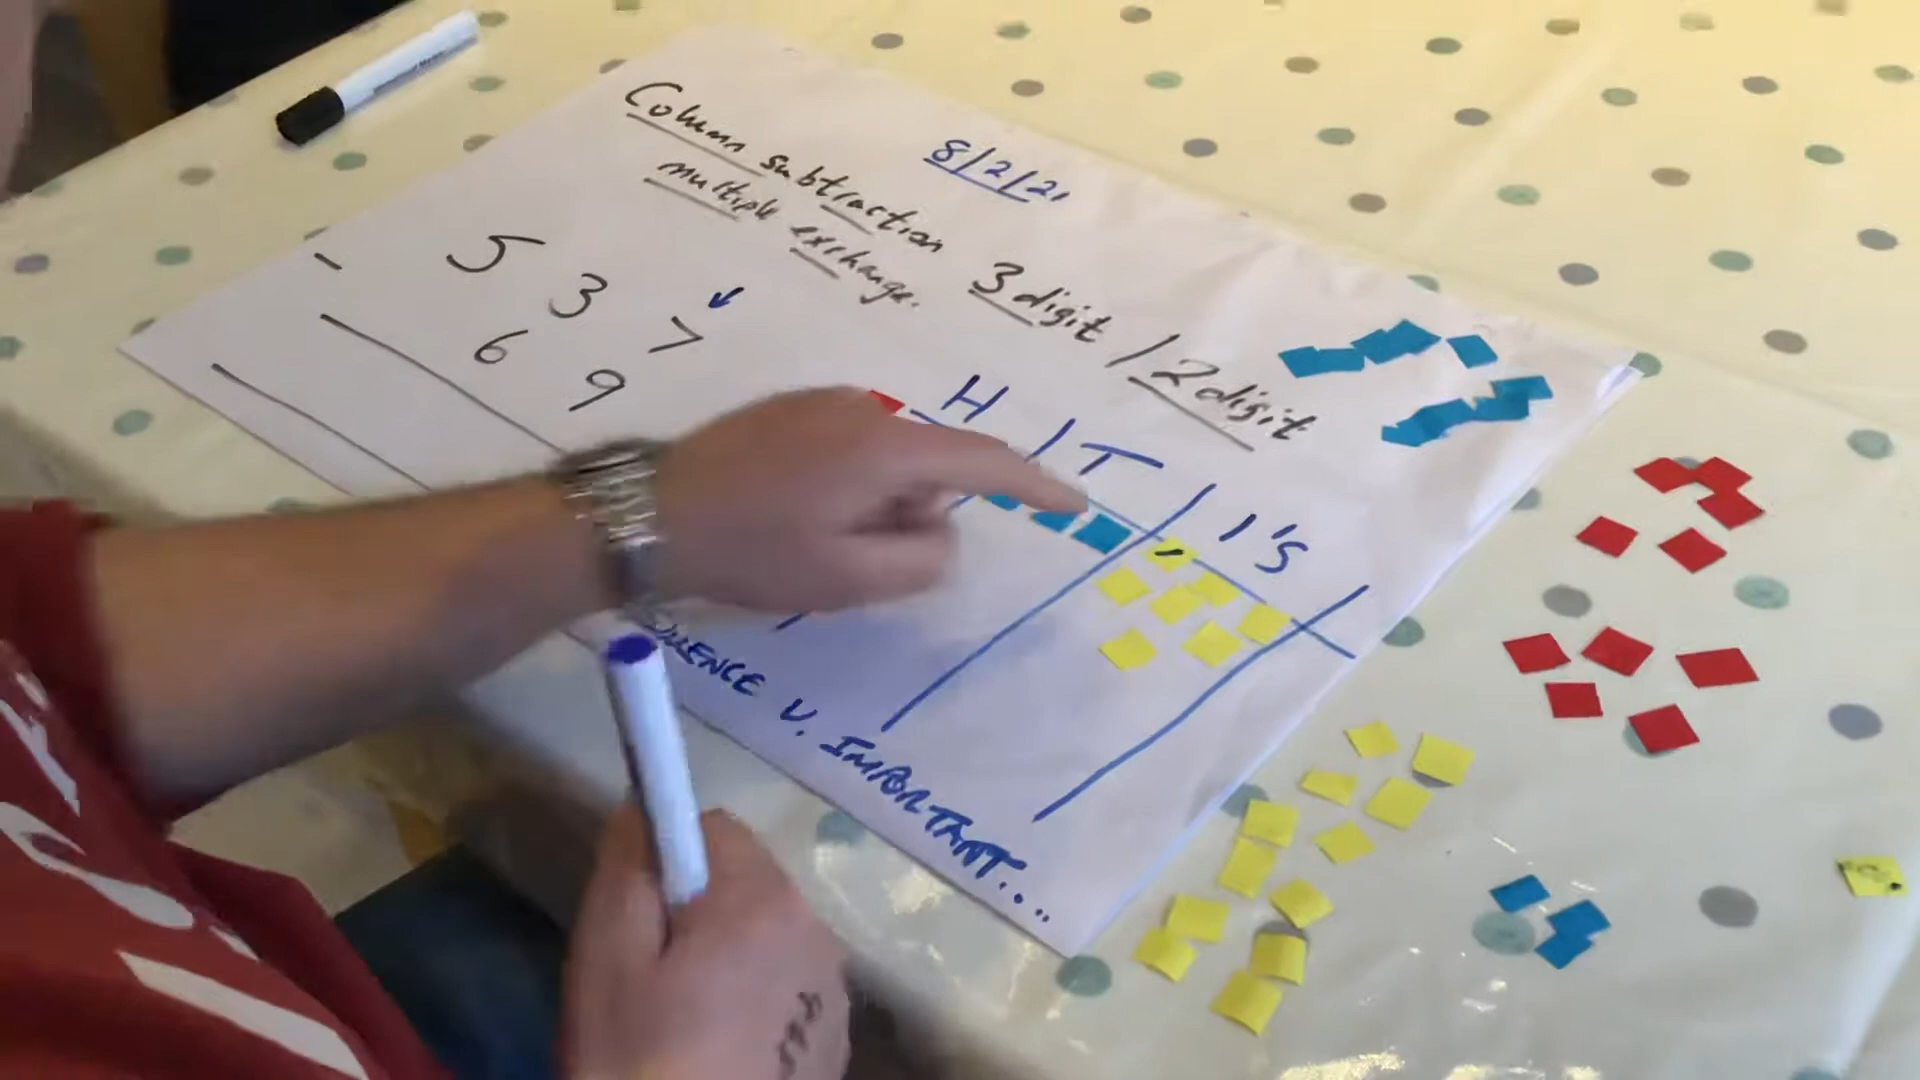 8/2/21
Column subtraction 3 digit / 2 digit
multiple exchange.
5 3 7
- 6 9
H T 1's
V. IMPORTANT...